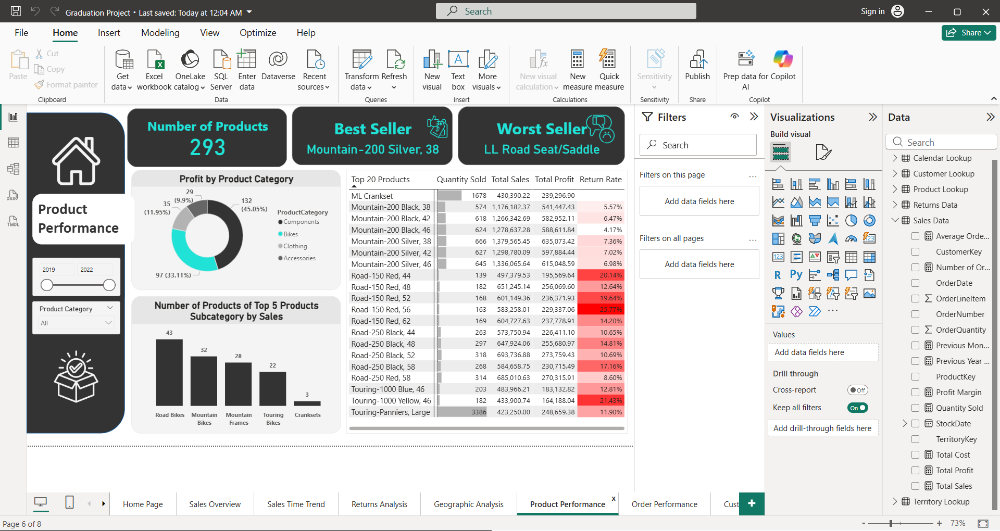 Graduation Project • Last saved: Today at 12:04 AM
Search
Sign in
File
Home
Insert
Modeling
View
Optimize
Help
Share
Paste
Cut
Copy
Format painter
Clipboard
Get data
Excel workbook
OneLake catalog
SQL Server
Enter data
Dataverse
Recent sources
Data
Transform data
Refresh
Queries
New visual
Text box
More visuals
Insert
New visual calculation
New measure
Quick measure
Calculations
Sensitivity
Sensitivity
Publish
Share
Prep data for AI
Copilot
Copilot
DAX
TMDL
Product
Performance
2019
2022
Product Category
All
Number of Products
293
Best Seller
Mountain-200 Silver, 38
Worst Seller
LL Road Seat/Saddle
Profit by Product Category
29
(9.9%)
35
(11.95%)
132
(45.05%)
97 (33.11%)
ProductCategory
Components
Bikes
Clothing
Accessories
Number of Products of Top 5 Products
Subcategory by Sales
43
32
28
22
3
Road Bikes
Mountain Bikes
Mountain Frames
Touring Bikes
Cranksets
Top 20 Products Quantity Sold Total Sales Total Profit Return Rate
ML Crankset 1678 430,390.22 239,296.90
Mountain-200 Black, 38 574 1,176,182.37 541,447.43 5.57%
Mountain-200 Black, 42 618 1,266,342.69 582,952.11 6.47%
Mountain-200 Black, 46 624 1,278,637.28 588,611.84 4.17%
Mountain-200 Silver, 38 666 1,379,565.45 635,073.42 7.36%
Mountain-200 Silver, 42 627 1,298,780.09 597,884.44 7.02%
Mountain-200 Silver, 46 645 1,336,065.64 615,048.59 6.98%
Road-150 Red, 44 139 497,379.53 195,569.64 20.14%
Road-150 Red, 48 182 651,245.14 256,069.60 12.64%
Road-150 Red, 52 168 601,149.36 236,371.93 19.64%
Road-150 Red, 56 163 583,258.01 229,337.06 25.77%
Road-150 Red, 62 169 604,727.63 237,778.91 14.20%
Road-250 Black, 44 263 573,750.94 226,411.10 10.65%
Road-250 Black, 48 297 647,924.06 255,680.97 14.81%
Road-250 Black, 52 318 693,736.88 273,759.43 10.69%
Road-250 Black, 58 268 584,658.75 230,715.49 17.16%
Road-250 Red, 58 314 685,010.63 270,315.91 8.60%
Touring-1000 Blue, 46 203 483,966.21 183,132.82 12.81%
Touring-1000 Yellow, 46 182 433,900.74 164,188.04 21.43%
Touring-Panniers, Large 3386 423,250.00 248,659.38 11.90%
Filters
Search
Filters on this page
...
Add data fields here
Filters on all pages
...
Add data fields here
Visualizations
Build visual
123
123
R
Py
...
Values
Add data fields here
Drill through
Cross-report
Off
Keep all filters
On
Add drill-through fields here
Data
Search
Calendar Lookup
Customer Lookup
Product Lookup
Returns Data
Sales Data
Average Orde...
CustomerKey
Number of Or...
OrderDate
OrderLineItem
OrderNumber
OrderQuantity
Previous Mon...
Previous Year ...
ProductKey
Profit Margin
Quantity Sold
StockDate
TerritoryKey
Total Cost
Total Profit
Total Sales
Territory Lookup
Home Page
Sales Overview
Sales Time Trend
Returns Analysis
Geographic Analysis
Product Performance
x
Order Performance
Cust
+
Page 6 of 8
-
+
73%